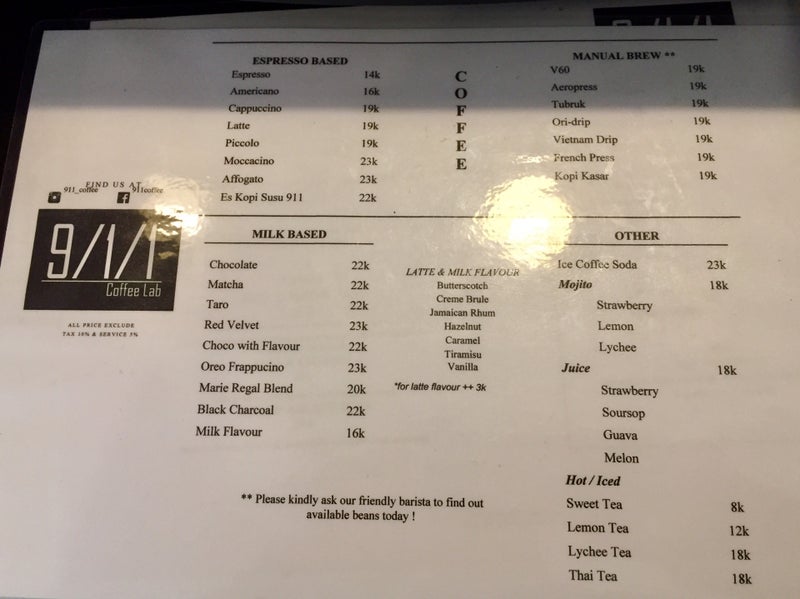 ESPRESSO BASED
Espresso 14k
Americano 16k
Cappuccino 19k
Latte 19k
Piccolo 19k
Moccacino 23k
Affogato 23k
Es Kopi Susu 911 22k
C
O
F
F
E
E
MANUAL BREW **
V60 19k
Aeropress 19k
Tubruk 19k
Ori-drip 19k
Vietnam Drip 19k
French Press 19k
Kopi Kasar 19k
FIND US AT
911_coffee 911coffee
9/1/1
Coffee Lab
ALL PRICE EXCLUDE
TAX 10% & SERVICE 5%
MILK BASED
Chocolate 22k
Matcha 22k
Taro 22k
Red Velvet 23k
Choco with Flavour 22k
Oreo Frappucino 23k
Marie Regal Blend 20k
Black Charcoal 22k
Milk Flavour 16k
LATTE & MILK FLAVOUR
Butterscotch
Creme Brule
Jamaican Rhum
Hazelnut
Caramel
Tiramisu
Vanilla
*for latte flavour ++ 3k
OTHER
Ice Coffee Soda 23k
Mojito 18k
Strawberry
Lemon
Lychee
Juice 18k
Strawberry
Soursop
Guava
Melon
Hot / Iced
Sweet Tea 8k
Lemon Tea 12k
Lychee Tea 18k
Thai Tea 18k
** Please kindly ask our friendly barista to find out
available beans today !